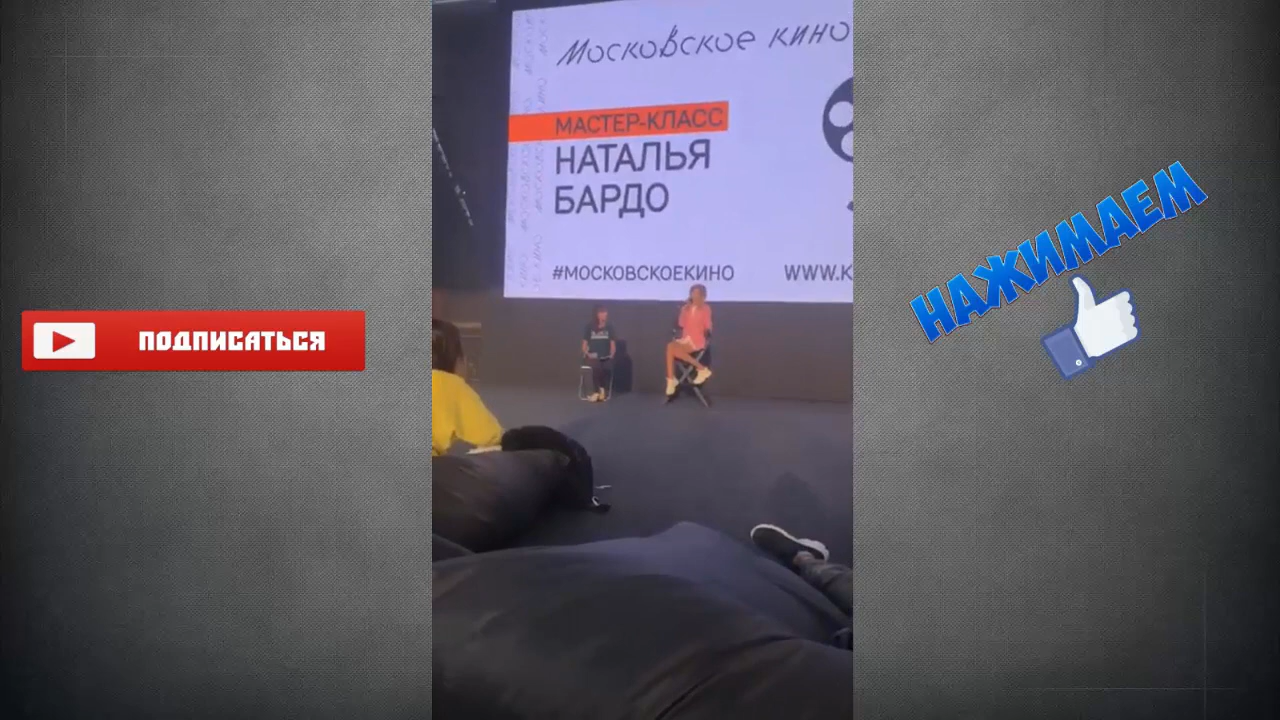 Московское кино
МАСТЕР-КЛАСС
НАТАЛЬЯ
БАРДО
#МОСКОВСКОЕКИНО
WWW.K
ПОДПИСАТЬСЯ
НАЖИМАЕМ